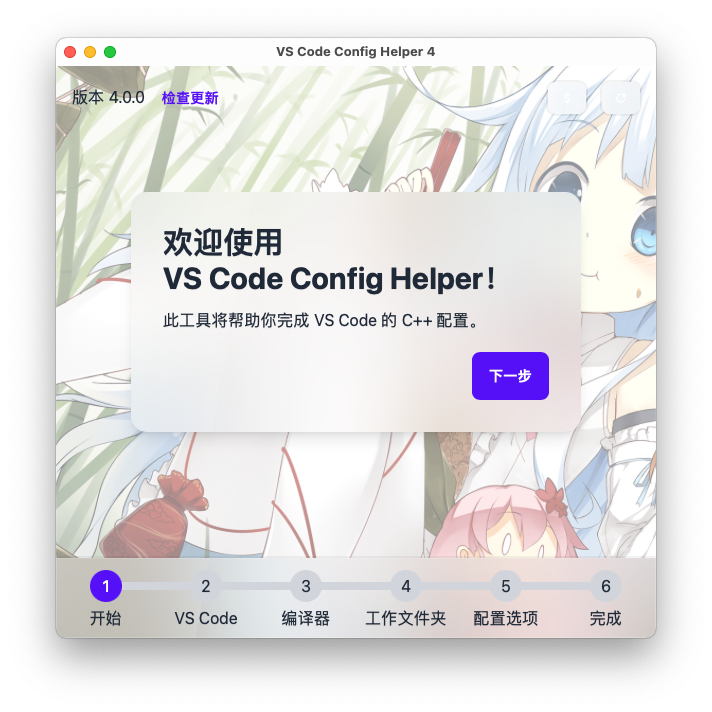 VS Code Config Helper 4
版本 4.0.0 检查更新
欢迎使用
VS Code Config Helper!
此工具将帮助你完成 VS Code 的 C++ 配置。
下一步
1 2 3 4 5 6
开始 VS Code 编译器 工作文件夹 配置选项 完成